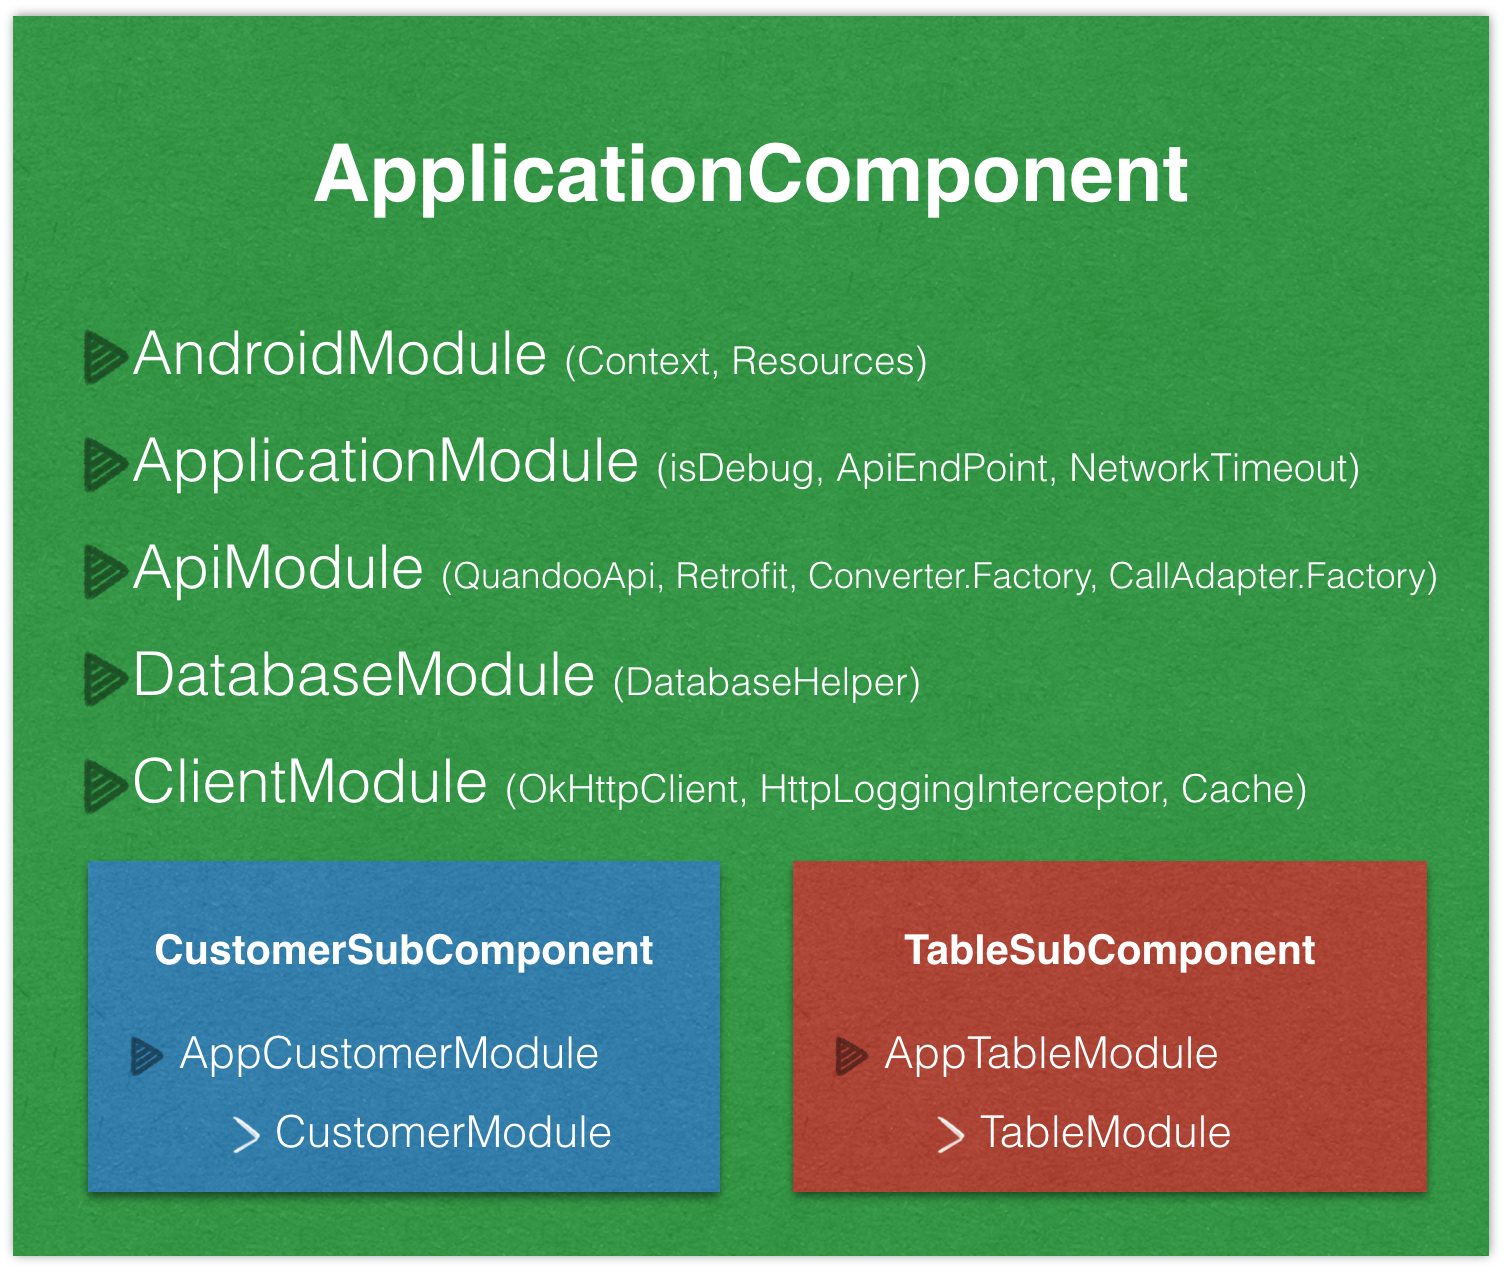 ApplicationComponent
AndroidModule (Context, Resources)
ApplicationModule (isDebug, ApiEndPoint, NetworkTimeout)
ApiModule (QuandooApi, Retrofit, Converter.Factory, CallAdapter.Factory)
DatabaseModule (DatabaseHelper)
ClientModule (OkHttpClient, HttpLoggingInterceptor, Cache)
CustomerSubComponent
AppCustomerModule
CustomerModule
TableSubComponent
AppTableModule
TableModule